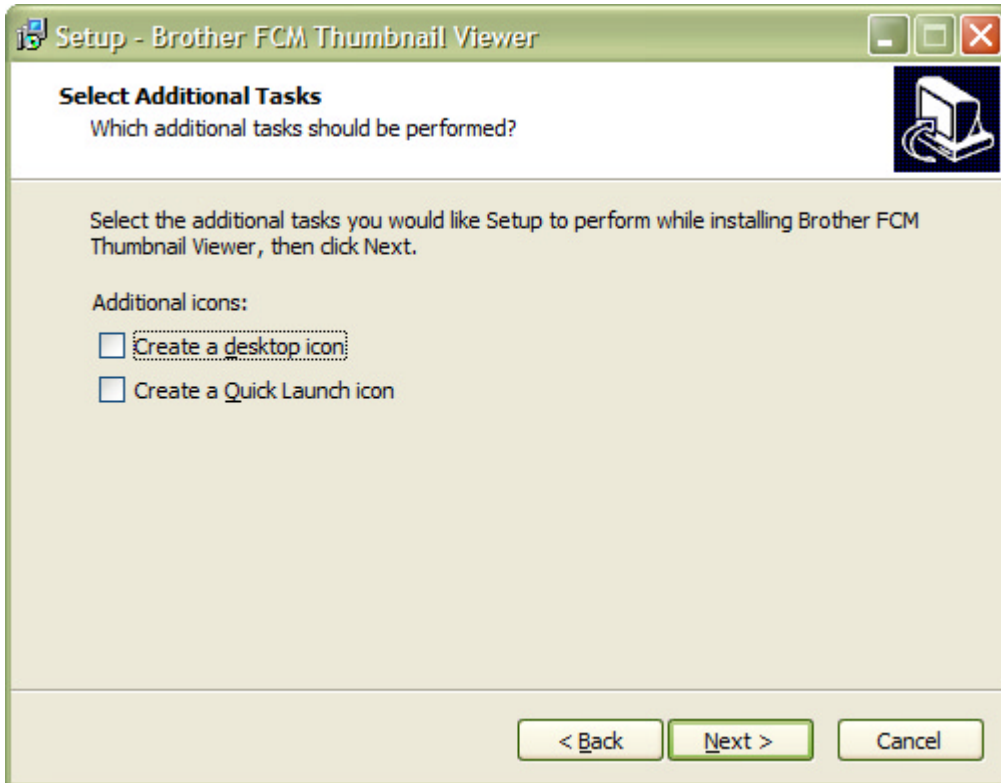 Setup - Brother FCM Thumbnail Viewer
Select Additional Tasks
Which additional tasks should be performed?
Select the additional tasks you would like Setup to perform while installing Brother FCM
Thumbnail Viewer, then click Next.
Additional icons:
Create a desktop icon
Create a Quick Launch icon
< Back
Next >
Cancel